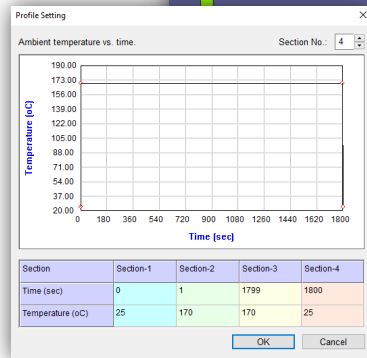 Profile Setting
Ambient temperature vs. time. Section No.: 4
190.00
173.00
156.00
139.00
122.00
105.00
88.00
71.00
54.00
37.00
20.00
Temperature (oC)
0 180 360 540 720 900 1080 1260 1440 1620 1800
Time (sec)
Section Section-1 Section-2 Section-3 Section-4
Time (sec) 0 1 1799 1800
Temperature (oC) 25 170 170 25
OK Cancel